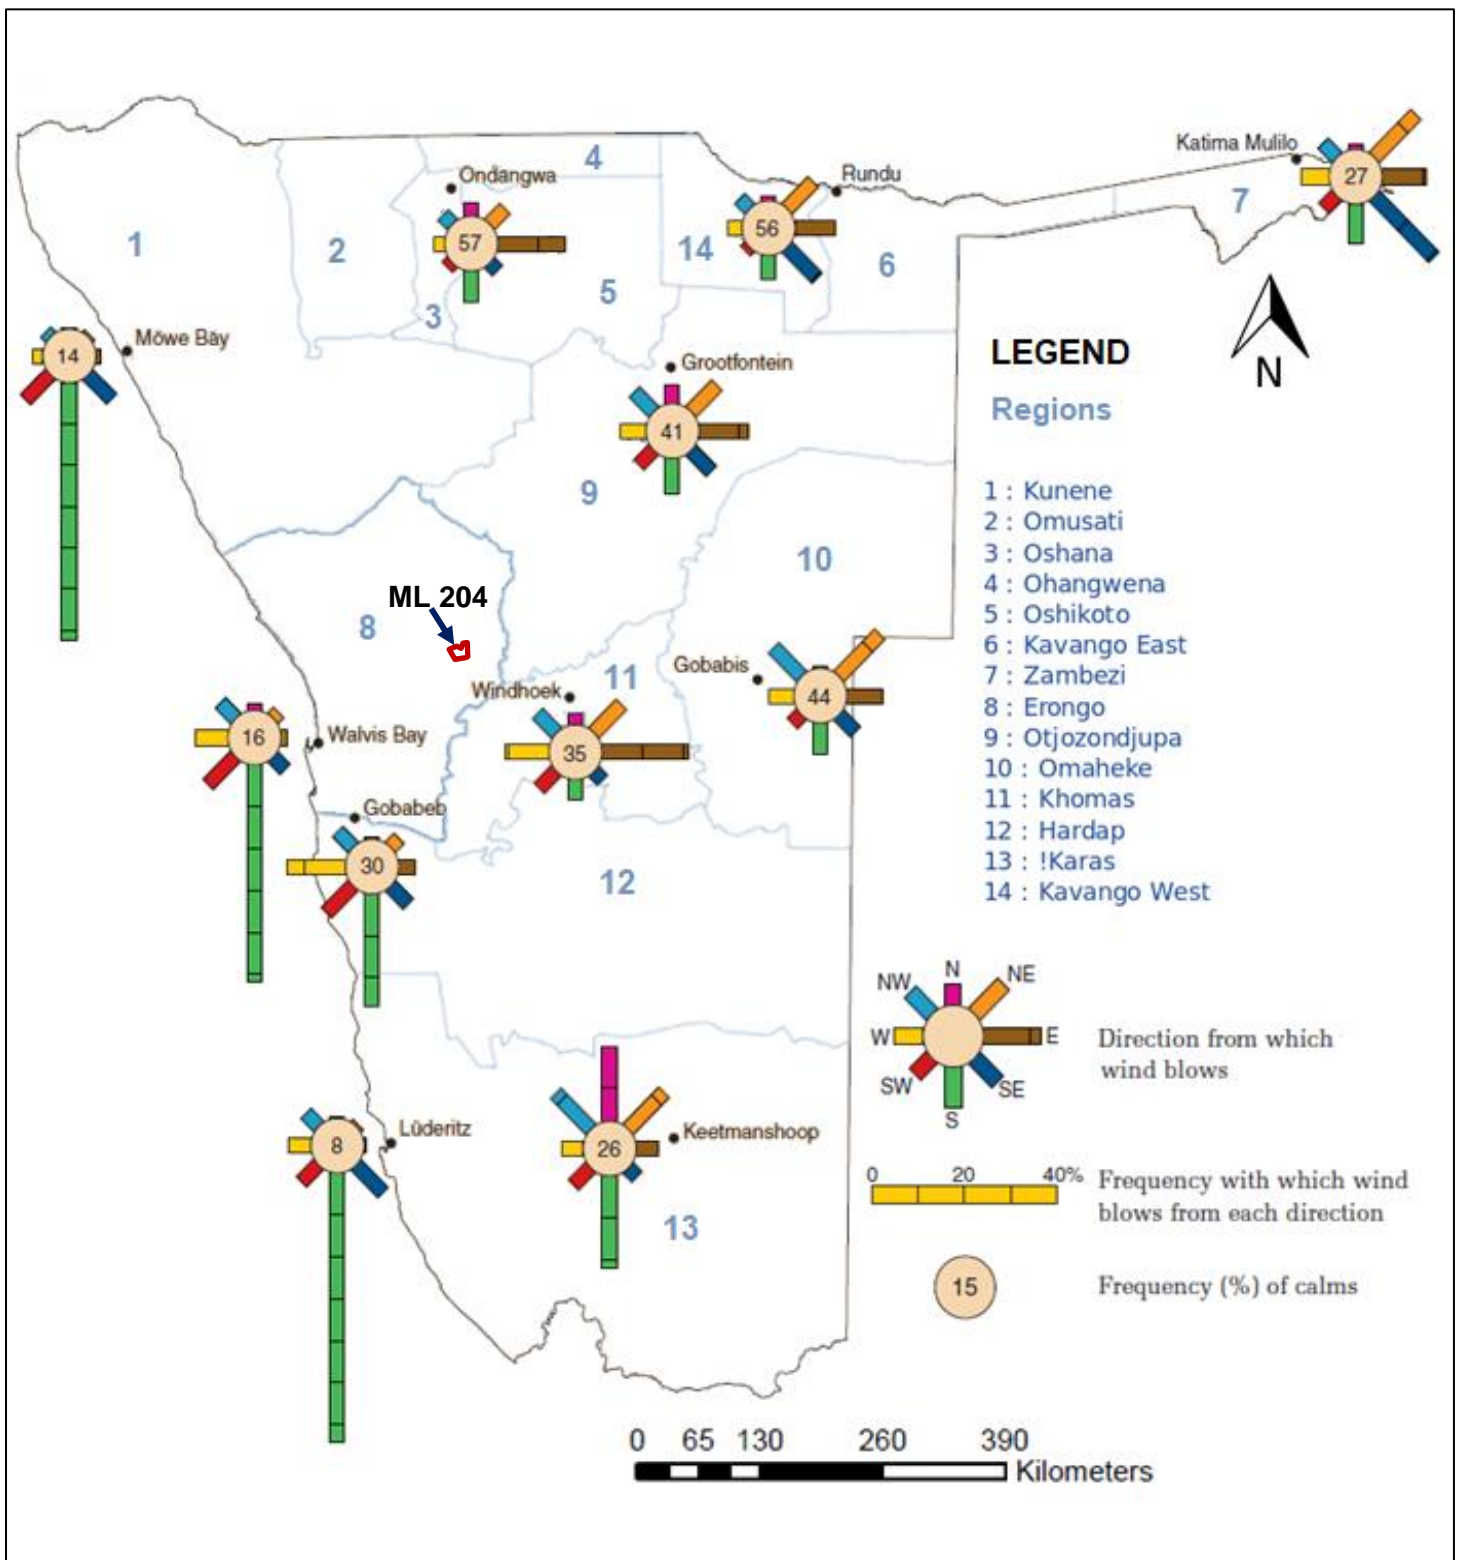 Katima Mulilo
27
4
Ondangwa
Rundu
7
56
57
1
2
14
6
5
3
Möwe Bay
14
LEGEND
N
Grootfontein
Regions
41
9
1 : Kunene
2 : Omusati
3 : Oshana
4 : Ohangwena
5 : Oshikoto
6 : Kavango East
7 : Zambezi
8 : Erongo
9 : Otjozondjupa
10 : Omaheke
11 : Khomas
12 : Hardap
13 : !Karas
14 : Kavango West
10
ML 204
8
Gobabis
11
Windhoek
44
Walvis Bay
16
35
Gobabeb
30
12
N
NW
NE
W
E
SW
SE
S
Direction from which
wind blows
Lüderitz
8
Keetmanshoop
26
0 20 40%
Frequency with which wind
blows from each direction
13
15
Frequency (%) of calms
0 65 130 260 390
Kilometers